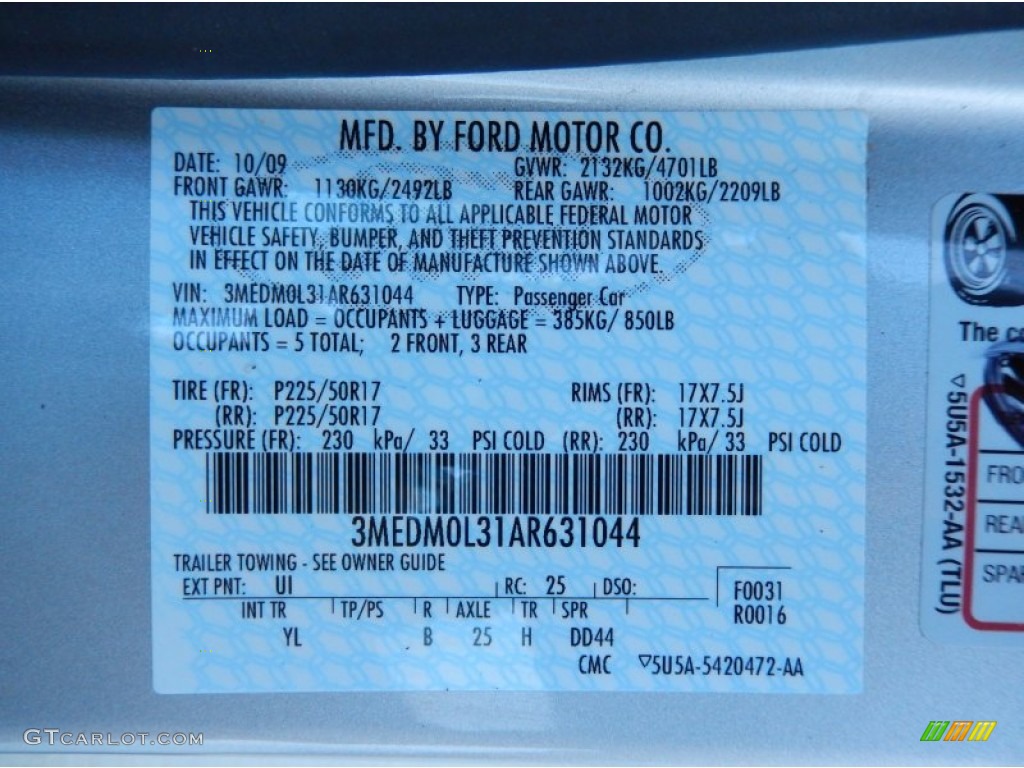 MFD. BY FORD MOTOR CO.
DATE: 10/09 GVWR: 2132KG/4701LB
FRONT GAWR: 1130KG/2492LB REAR GAWR: 1002KG/2209LB
THIS VEHICLE CONFORMS TO ALL APPLICABLE FEDERAL MOTOR
VEHICLE SAFETY, BUMPER, AND THEFT PREVENTION STANDARDS
IN EFFECT ON THE DATE OF MANUFACTURE SHOWN ABOVE.
VIN: 3MEDM0L31AR631044 TYPE: Passenger Car
MAXIMUM LOAD = OCCUPANTS + LUGGAGE = 385KG/ 850LB
OCCUPANTS = 5 TOTAL; 2 FRONT, 3 REAR
TIRE (FR): P225/50R17 RIMS (FR): 17X7.5J
(RR): P225/50R17 (RR): 17X7.5J
PRESSURE (FR): 230 kPa/ 33 PSI COLD (RR): 230 kPa/ 33 PSI COLD
3MEDM0L31AR631044
TRAILER TOWING - SEE OWNER GUIDE
EXT PNT: UI RC: 25 DSO: F0031
R0016
INT TR TP/PS R AXLE TR SPR
YL B 25 H DD44
CMC ▽5U5A-5420472-AA
The co
▽5U5A-1532-AA (TLU)
FRO
REA
SPAR
GTCARLOT.COM